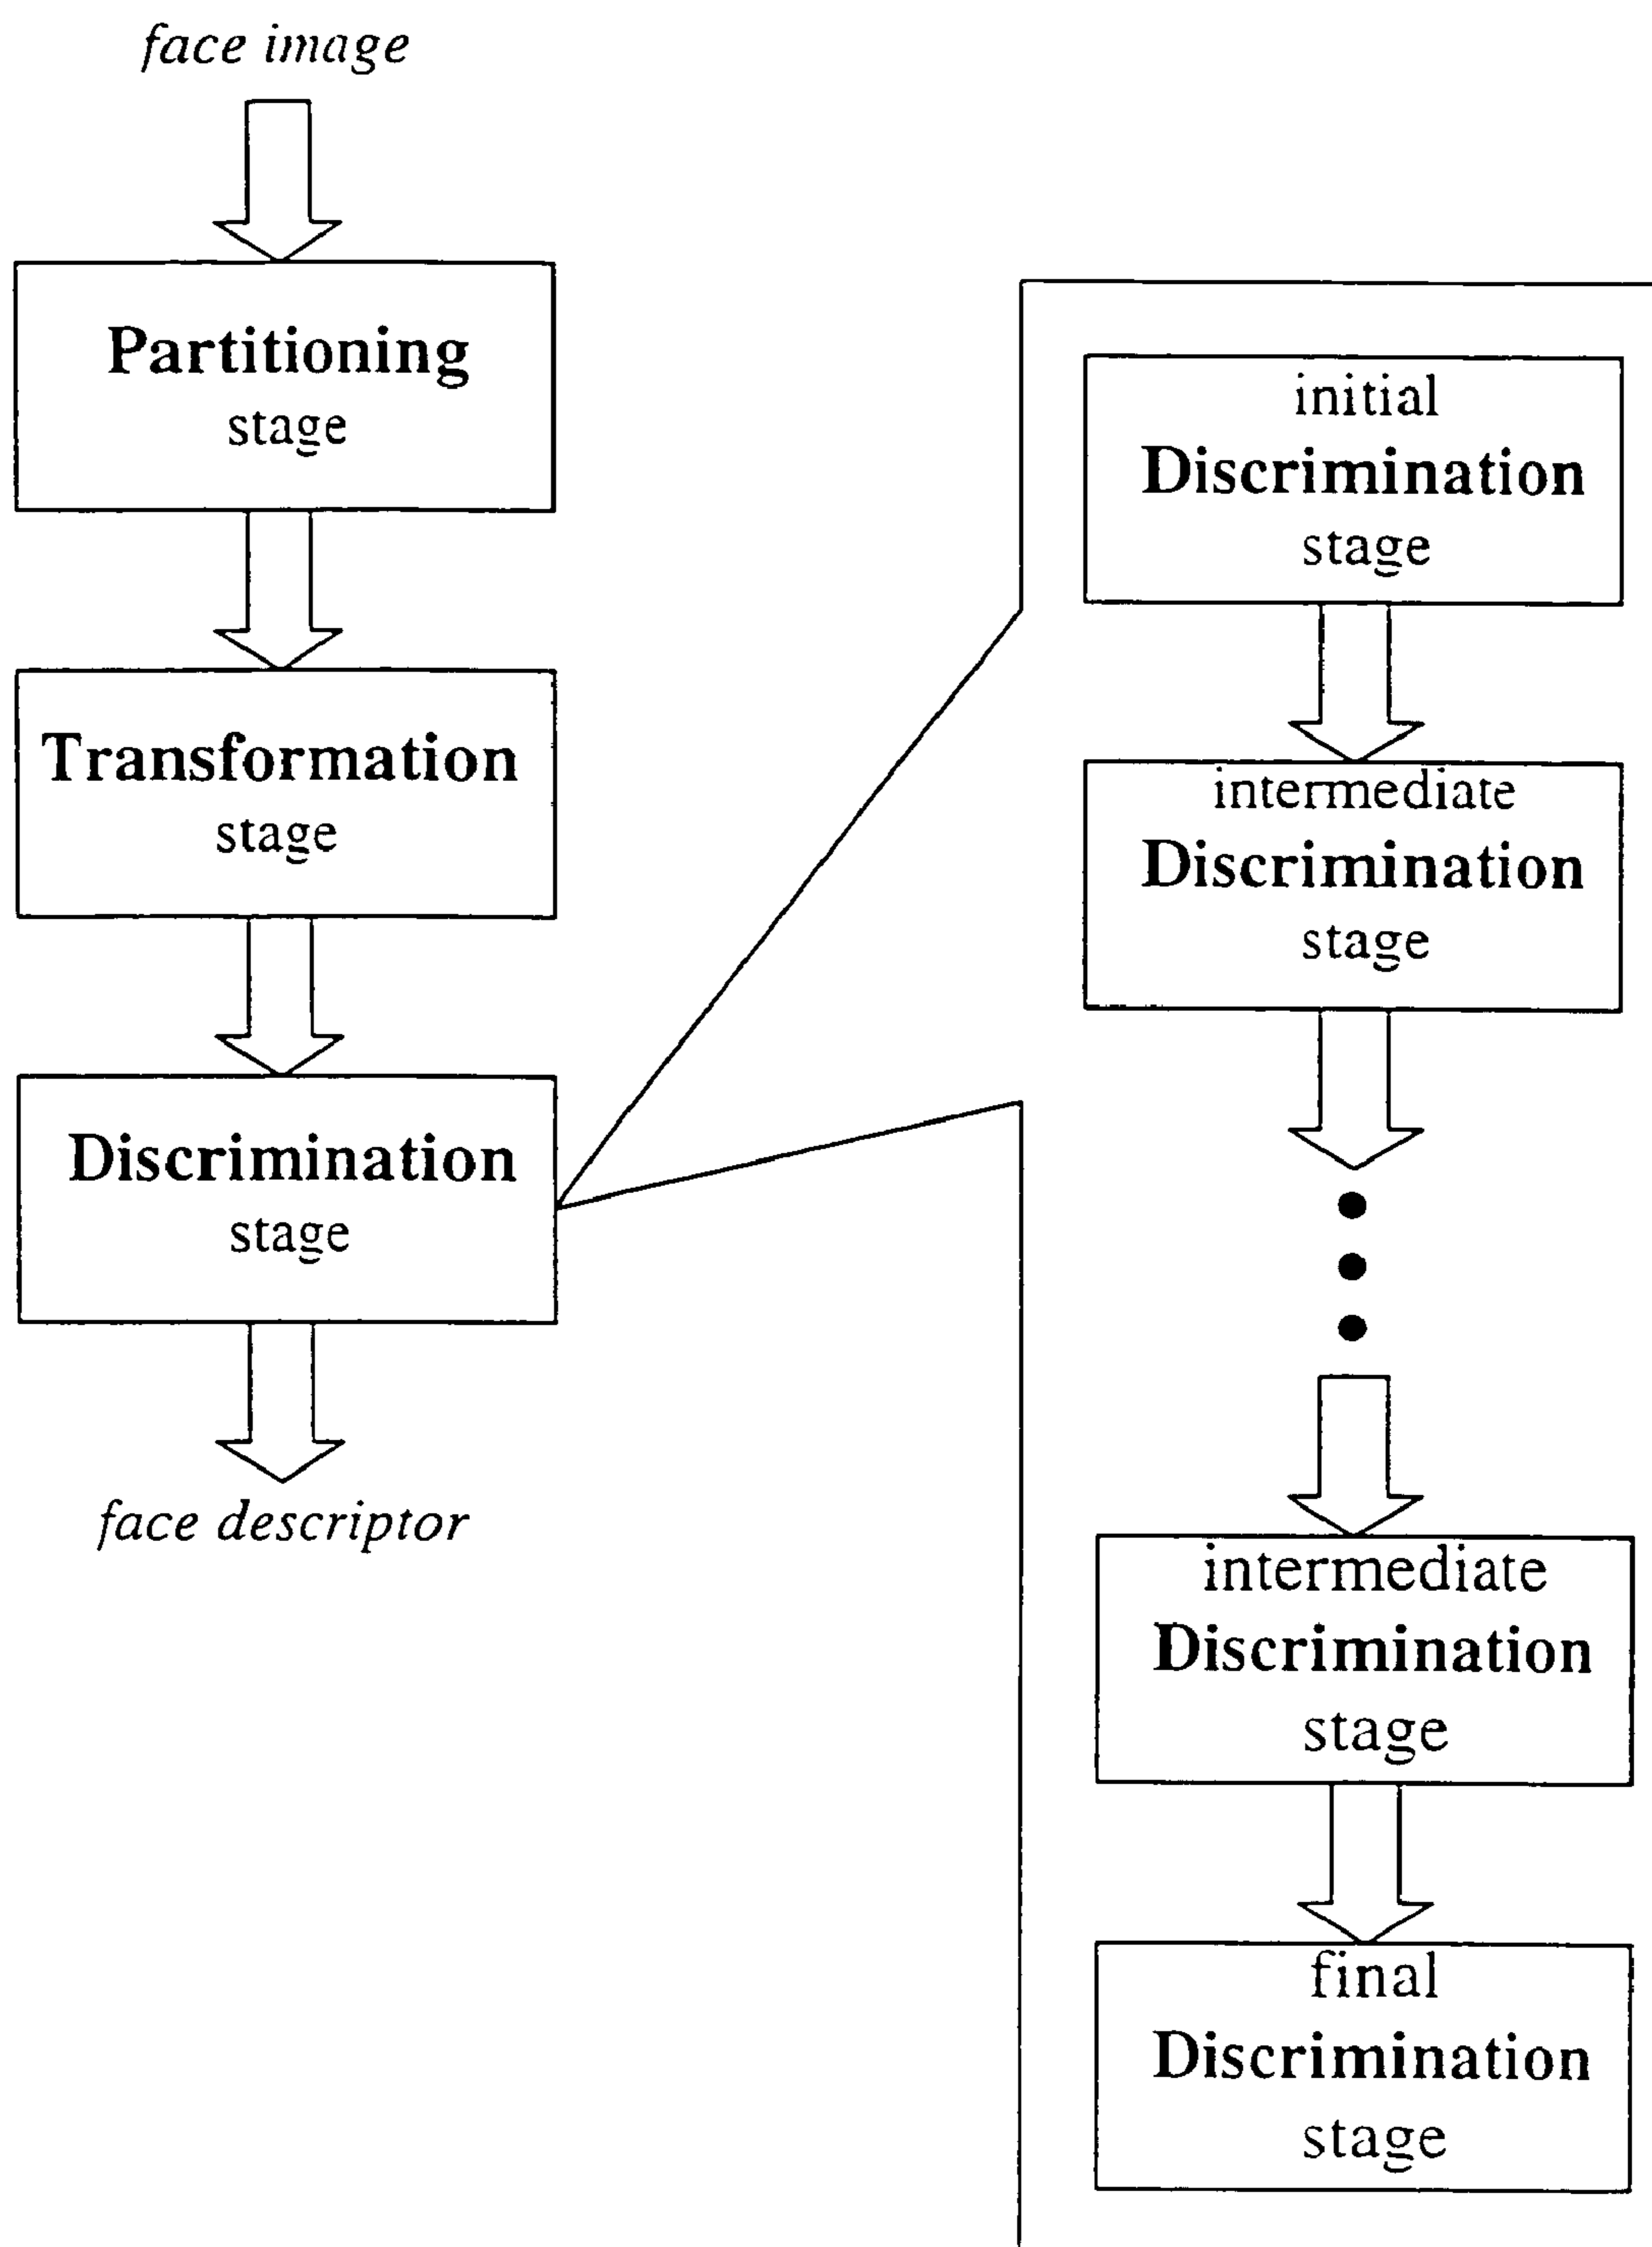 face image
Partitioning
stage
Transformation
stage
Discrimination
stage
face descriptor
initial
Discrimination
stage
intermediate
Discrimination
stage
intermediate
Discrimination
stage
final
Discrimination
stage